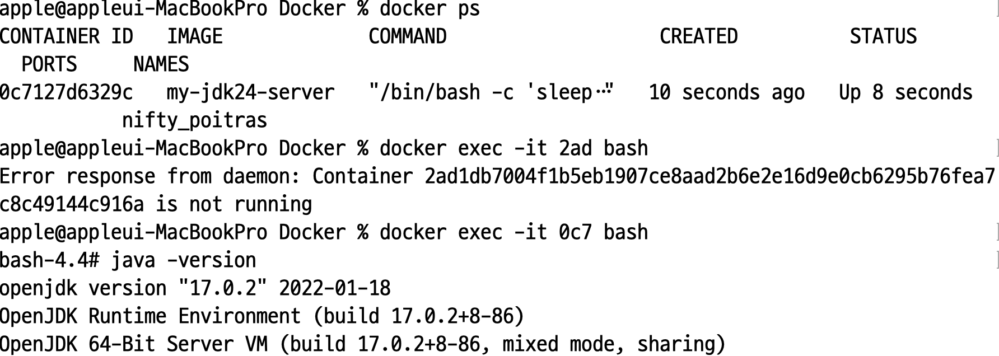 apple@appleui-MacBookPro Docker % docker ps
CONTAINER ID   IMAGE             COMMAND                   CREATED          STATUS
  PORTS     NAMES
0c7127d6329c   my-jdk24-server   "/bin/bash -c 'sleep…"   10 seconds ago   Up 8 seconds
           nifty_poitras
apple@appleui-MacBookPro Docker % docker exec -it 2ad bash
Error response from daemon: Container 2ad1db7004f1b5eb1907ce8aad2b6e2e16d9e0cb6295b76fea7
c8c49144c916a is not running
apple@appleui-MacBookPro Docker % docker exec -it 0c7 bash
bash-4.4# java -version
openjdk version "17.0.2" 2022-01-18
OpenJDK Runtime Environment (build 17.0.2+8-86)
OpenJDK 64-Bit Server VM (build 17.0.2+8-86, mixed mode, sharing)